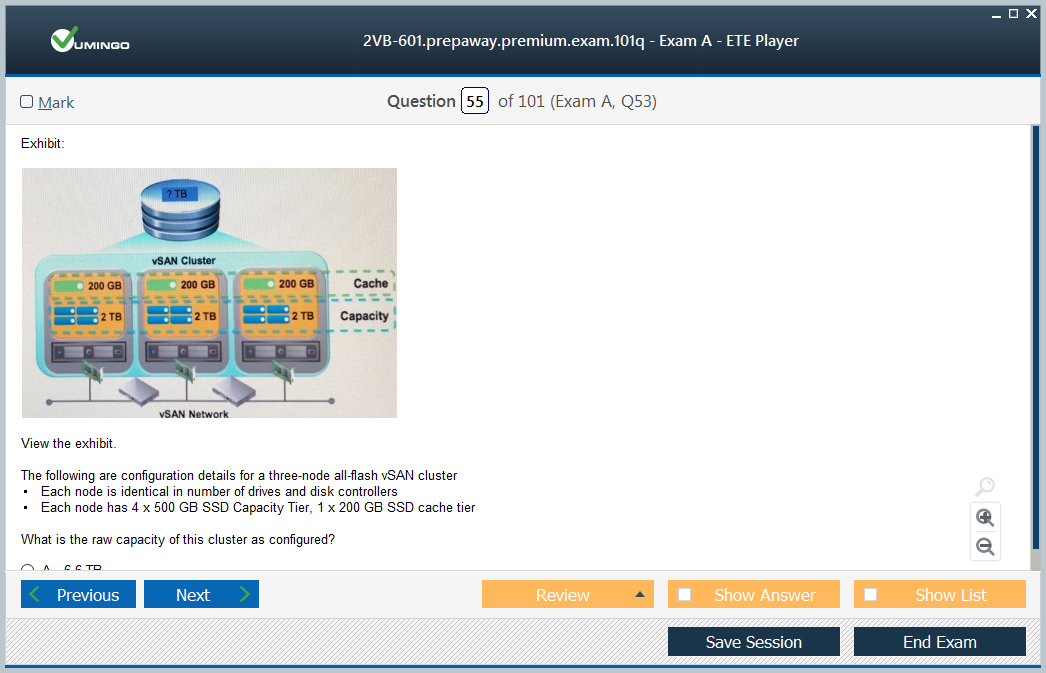 VUMINGO
2VB-601.prepaway.premium.exam.101q - Exam A - ETE Player
Mark
Question 55 of 101 (Exam A, Q53)
Exhibit:
? TB
vSAN Cluster
200 GB 200 GB 200 GB Cache
2 TB 2 TB 2 TB Capacity
vSAN Network
View the exhibit.
The following are configuration details for a three-node all-flash vSAN cluster
• Each node is identical in number of drives and disk controllers
• Each node has 4 x 500 GB SSD Capacity Tier, 1 x 200 GB SSD cache tier
What is the raw capacity of this cluster as configured?
A. 6.6 TB
Previous Next Review Show Answer Show List
Save Session End Exam